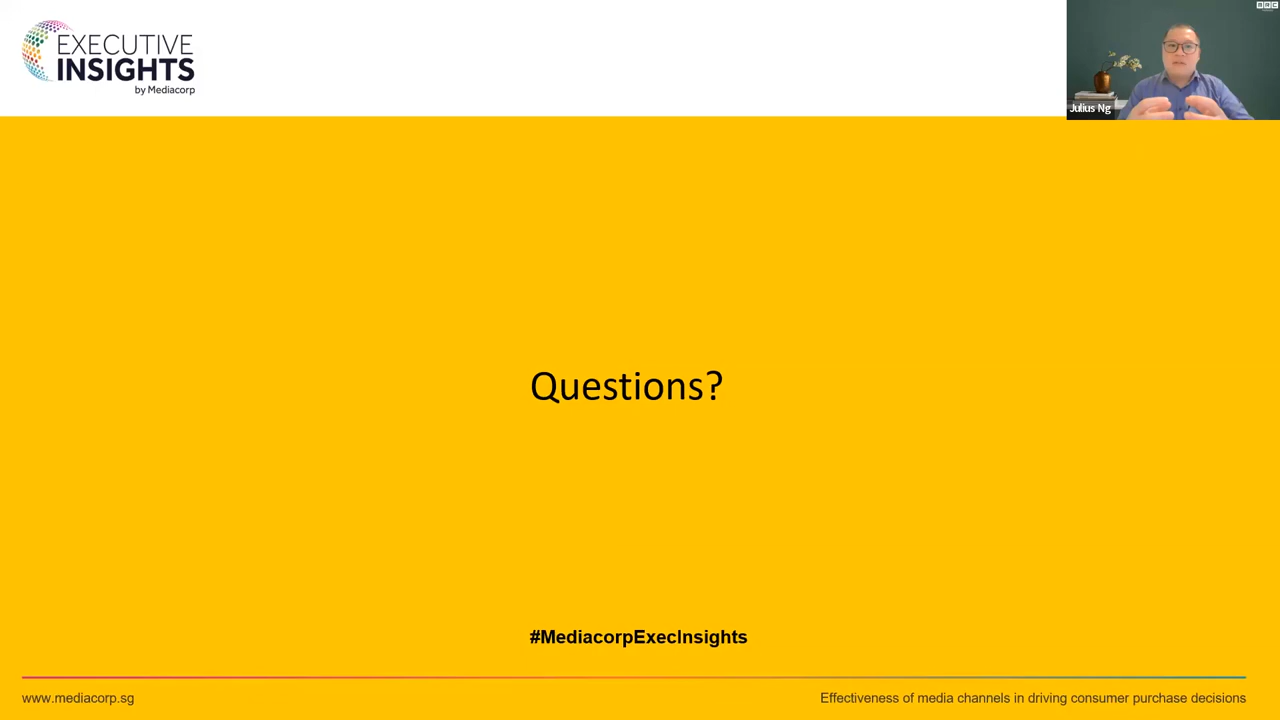 EXECUTIVE
INSIGHTS
by Mediacorp
BBC
Julius Ng
Questions?
#MediacorpExecInsights
www.mediacorp.sg
Effectiveness of media channels in driving consumer purchase decisions